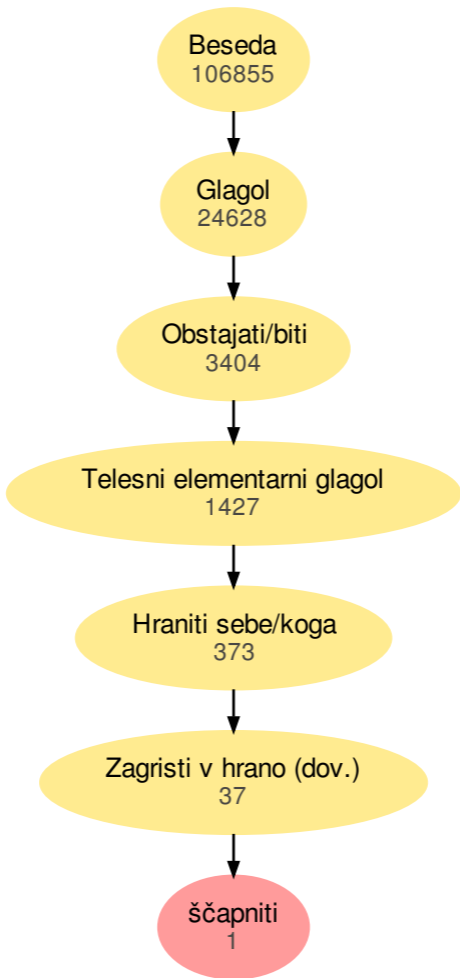 Beseda
106855
Glagol
24628
Obstajati/biti
3404
Telesni elementarni glagol
1427
Hraniti sebe/koga
373
Zagristi v hrano (dov.)
37
ščapniti
1